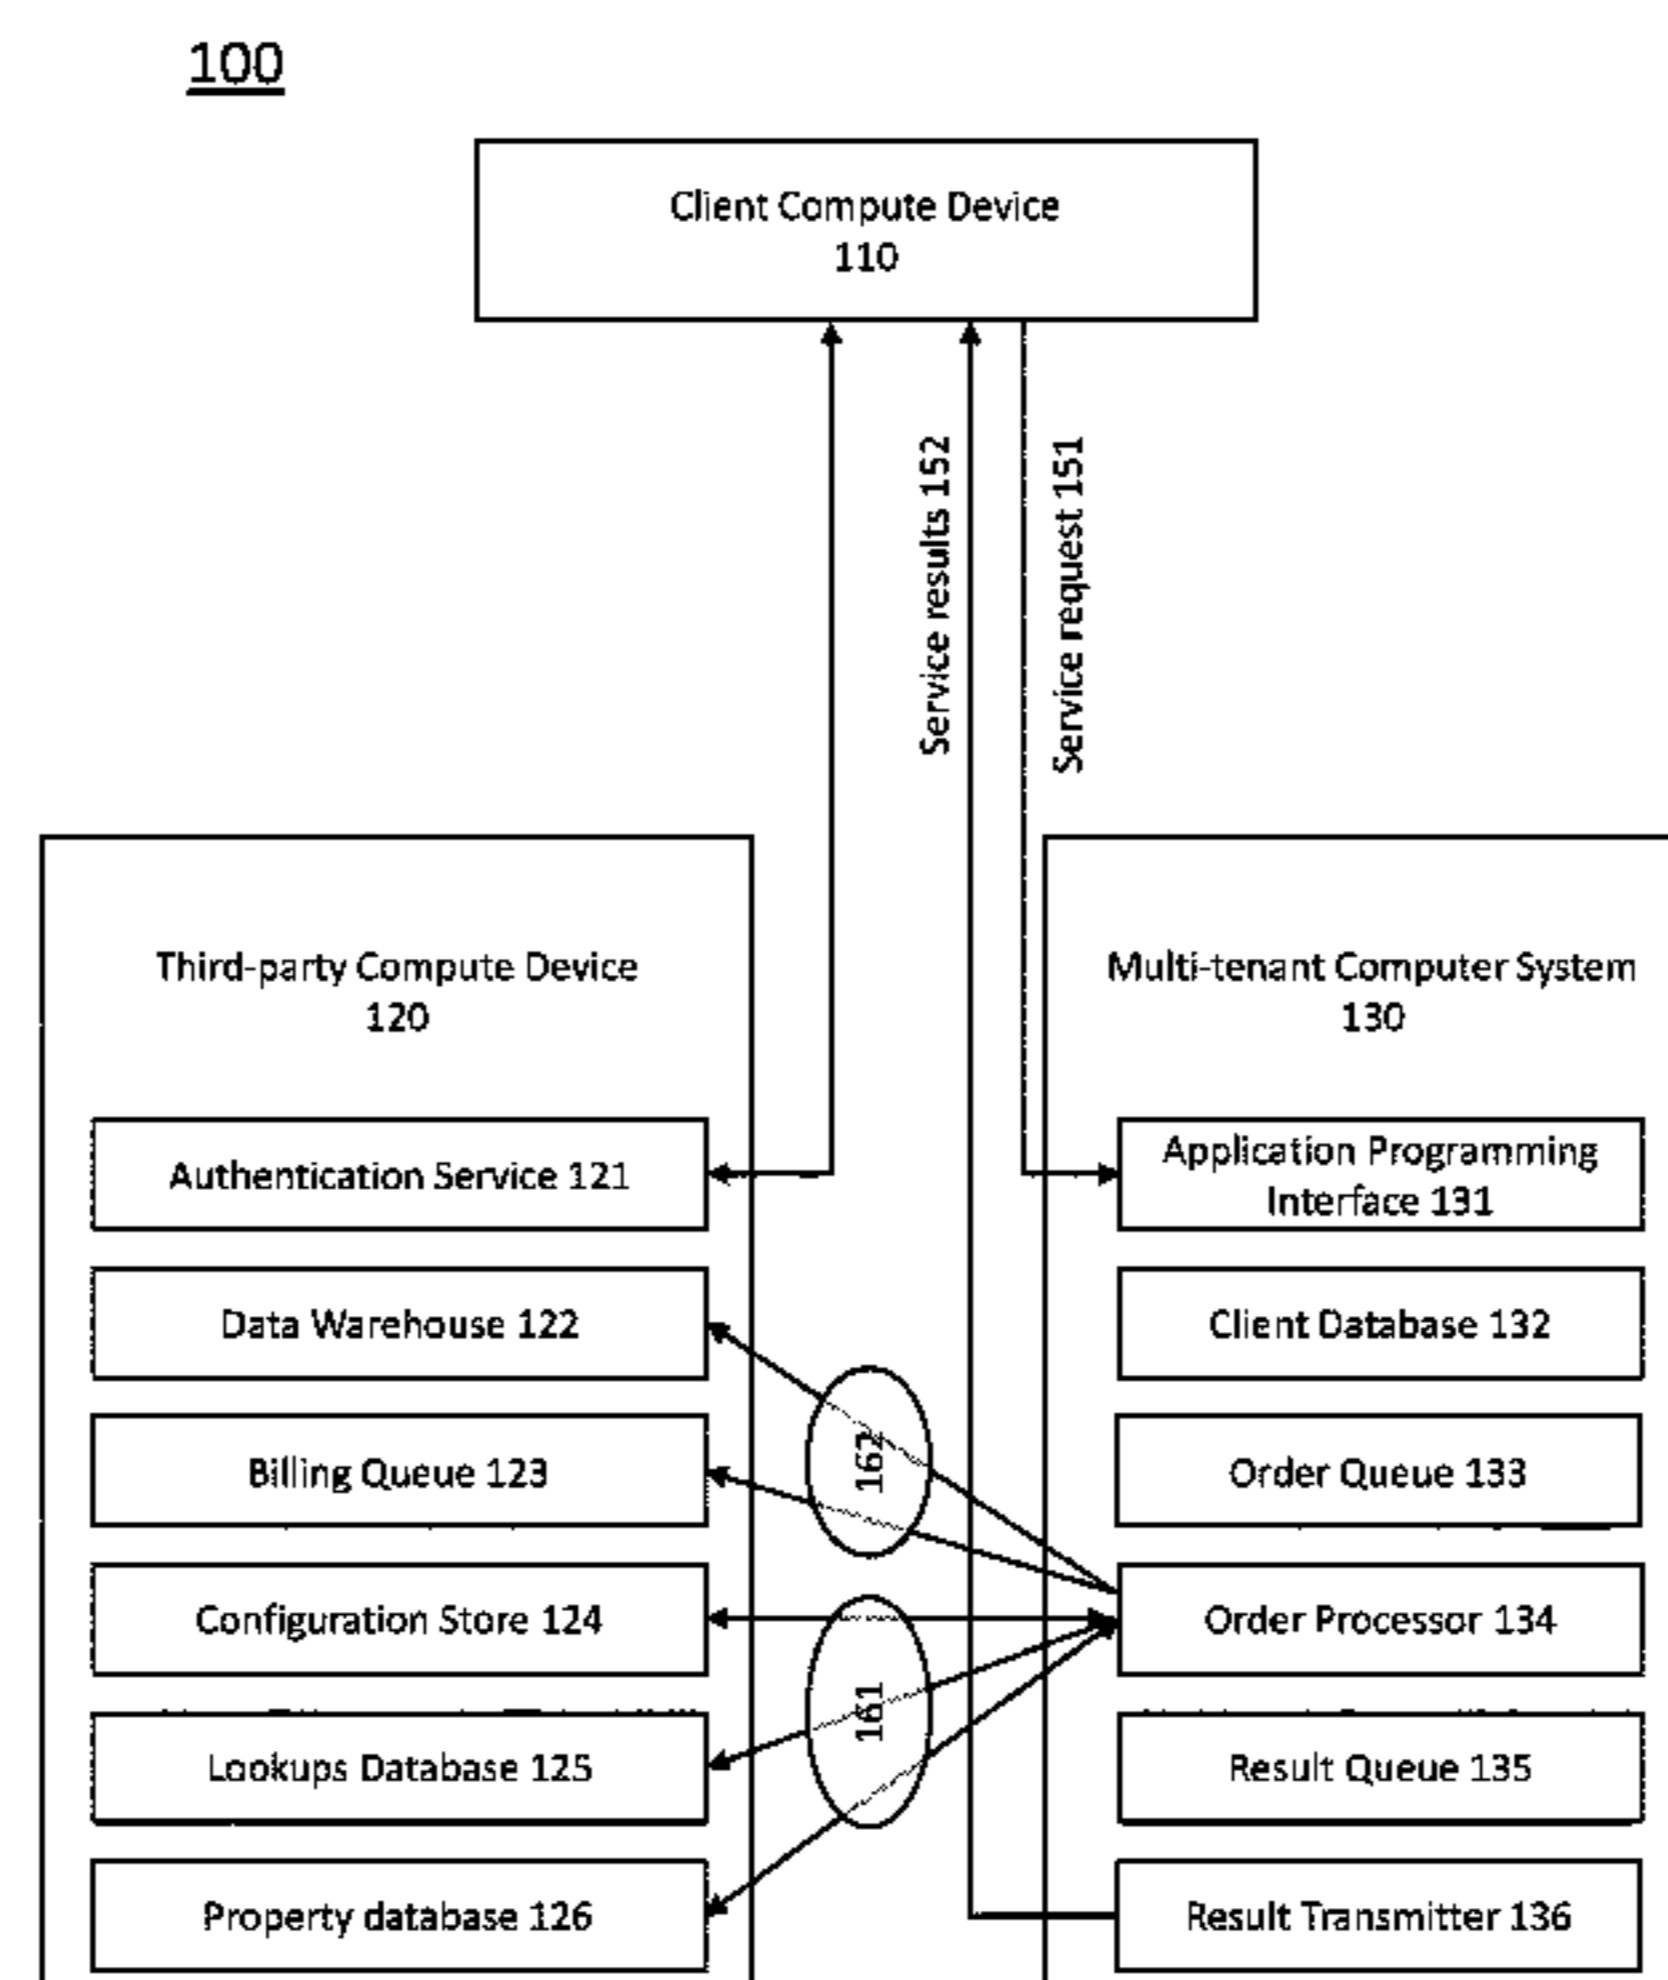 100
Client Compute Device
110
Service results 152
Service request 151
Third-party Compute Device
120
Authentication Service 121
Data Warehouse 122
Billing Queue 123
Configuration Store 124
Lookups Database 125
Property database 126
162
161
Multi-tenant Computer System
130
Application Programming
Interface 131
Client Database 132
Order Queue 133
Order Processor 134
Result Queue 135
Result Transmitter 136